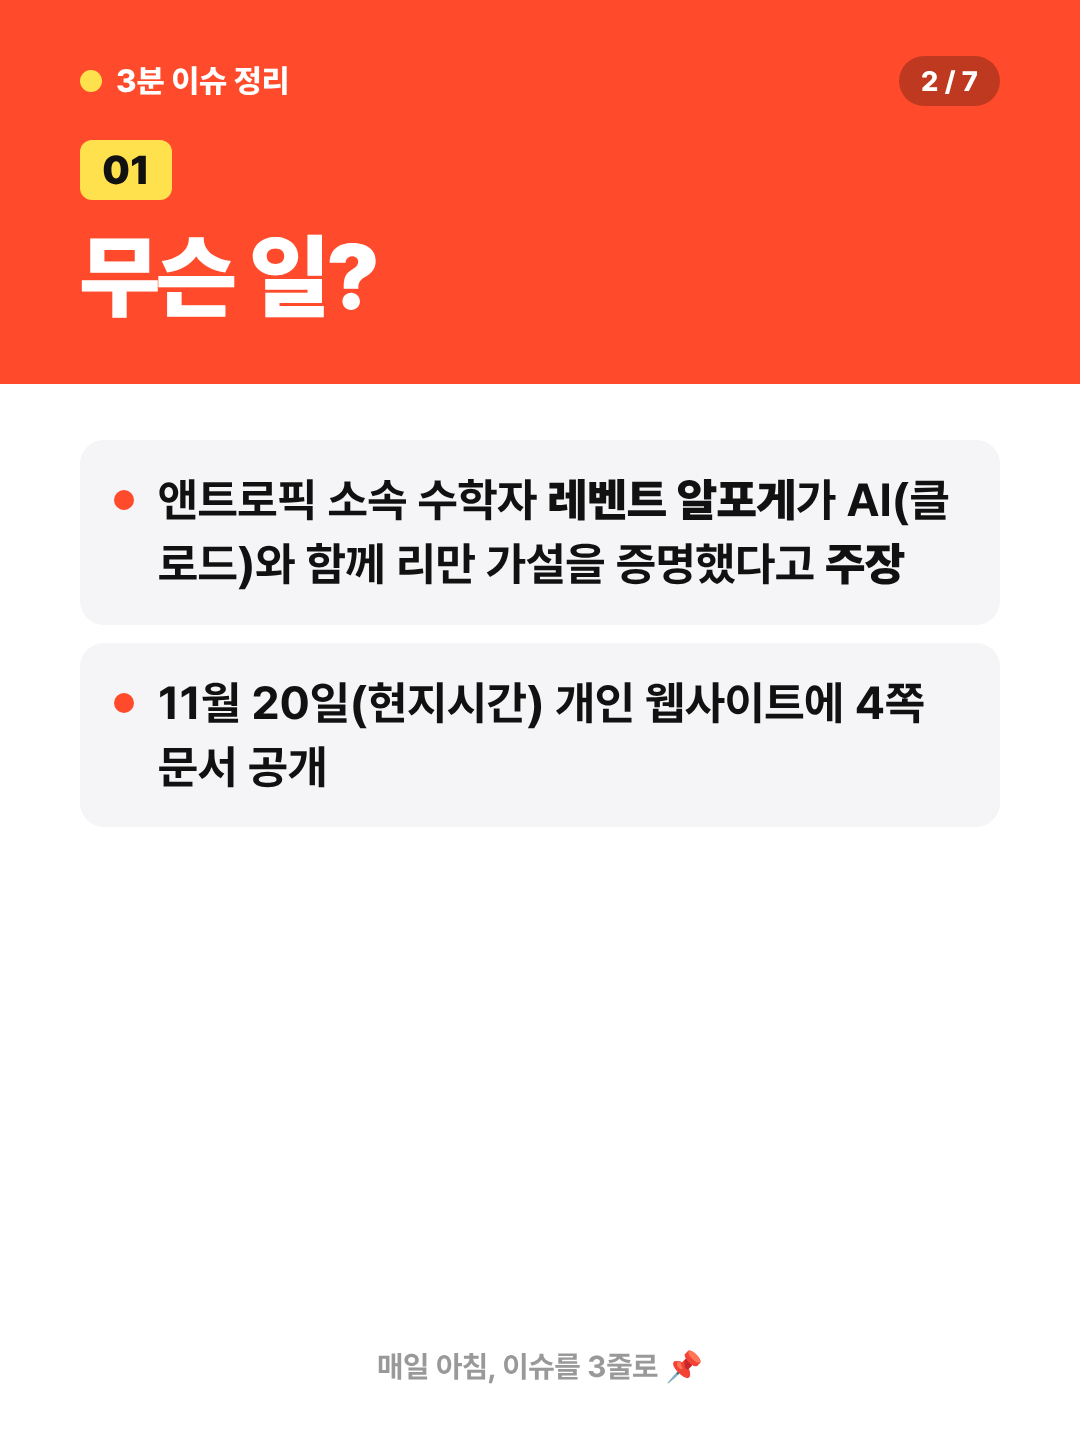 3분 이슈 정리
2 / 7
01
무슨 일?
앤트로픽 소속 수학자 레벤트 알포게가 AI(클
로드)와 함께 리만 가설을 증명했다고 주장
11월 20일(현지시간) 개인 웹사이트에 4쪽
문서 공개
매일 아침, 이슈를 3줄로 📌